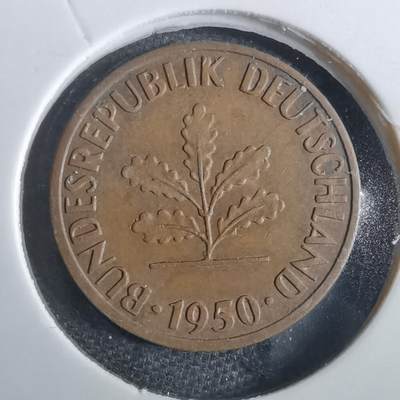 BUNDESREPUBLIK DEUTSCHLAND
· 1950 ·